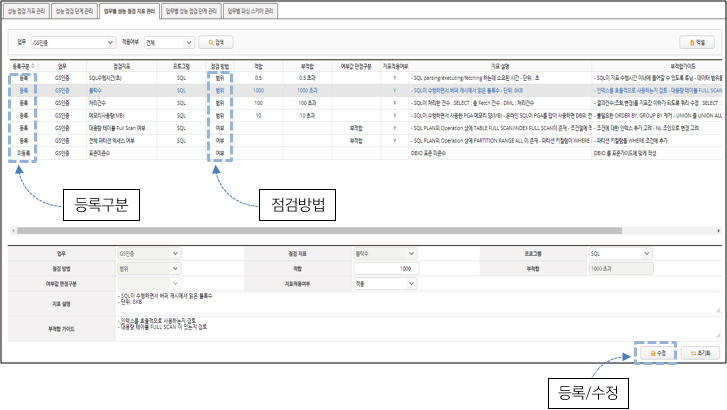 성능 점검 지표 관리 성능 점검 단계 관리 업무별 성능 점검 지표 관리 업무별 성능 점검 단계 관리 업무별 파싱 스키마 관리
업무 GS인증 적용여부 전체 검색 엑셀
등록구분 업무 점검지표 프로그램 점검 방법 적합 부적합 여부값 판정구분 지표적용여부 지표 설명 부적합가이드
등록 GS인증 SQL수행시간(초) SQL 범위 0.5 0.5 초과 Y - SQL parsing/executing/fetching 하는데 소요된 시간 - 단위 : 초 - SQL이 지표 수행시간 이내에 들어갈 수 있도록 튜닝 - 데이터 범위를
등록 GS인증 블락수 SQL 범위 1000 1000 초과 Y - SQL이 수행하면서 버퍼 캐시에서 읽은 블록수 - 단위: 8KB - 인덱스를 효율적으로 사용하는지 검토 - 대용량 테이블 FULL SCAN
등록 GS인증 처리건수 SQL 범위 100 100 초과 Y - SQL이 처리한 건수 . SELECT : 총 Fetch 건수 . DML : 처리건수 - 결과건수(조회,변경)를 지표값 이하가 되도록 쿼리 수정 . SELECT :
등록 GS인증 메모리사용량(MB) SQL 범위 10 10 초과 Y - SQL이 수행하면서 사용한 PGA 메모리 양(MB) - 온라인 SQL이 PGA를 많이 사용하면 DB의 전 - 불필요한 ORDER BY, GROUP BY 제거 - UNION 을 UNION ALL
등록 GS인증 대용량 테이블 Full Scan 여부 SQL 여부 부적합 Y - SQL PLAN의 Operation 상에 TABLE FULL SCAN/INDEX FULL SCAN이 존재 - 조건절에 적 - 조건에 대한 인덱스 추가 고려 - NL 조인으로 변경 고려
등록 GS인증 전체 파티션 액세스 여부 SQL 여부 부적합 Y - SQL PLAN의 Operation 상에 PARTITION RANGE ALL 이 존재 - 파티션 키컬럼이 WHERE - 파티션 키컬럼을 WHERE 조건에 추가
미등록 GS인증 표준미준수 여부 DBIO 표준 미준수 DBIO 를 표준가이드에 맞게 작성
등록구분 점검방법
업무 GS인증 점검 지표 블락수 프로그램 SQL
점검 방법 범위 적합 1000 부적합 1000 초과
여부값 판정구분 지표적용여부 적용
지표 설명
- SQL이 수행하면서 버퍼 캐시에서 읽은 블록수
- 단위: 8KB
부적합 가이드
- 인덱스를 효율적으로 사용하는지 검토
- 대용량 테이블 FULL SCAN 이 있는지 검토
수정 초기화
등록/수정